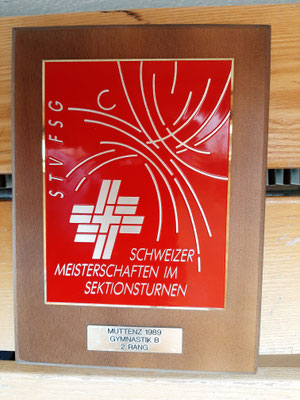 STV FSG
SCHWEIZER
MEISTERSCHAFTEN IM
SEKTIONSTURNEN
MUTTENZ 1989
GYMNASTIK B
2. RANG